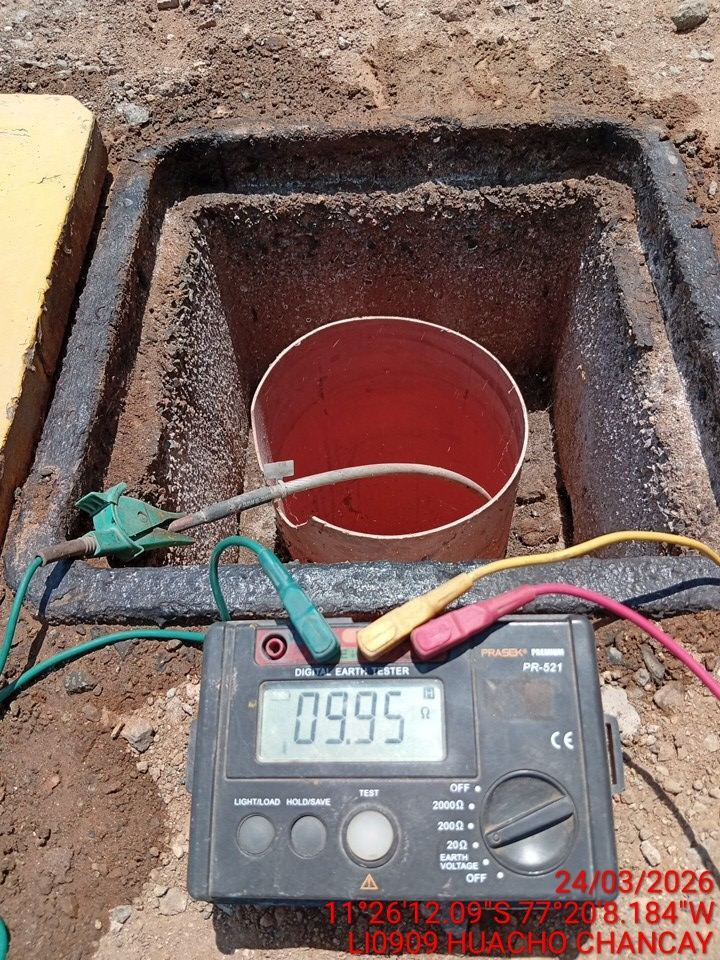 PRASEK® PREMIUM
PR-521
DIGITAL EARTH TESTER
H
09.95 Ω
CE
LIGHT/LOAD HOLD/SAVE TEST
OFF
2000Ω
200Ω
20Ω
EARTH
VOLTAGE
OFF
24/03/2026
11°26'12.09"S 77°20'8.184"W
LI0909 HUACHO CHANCAY